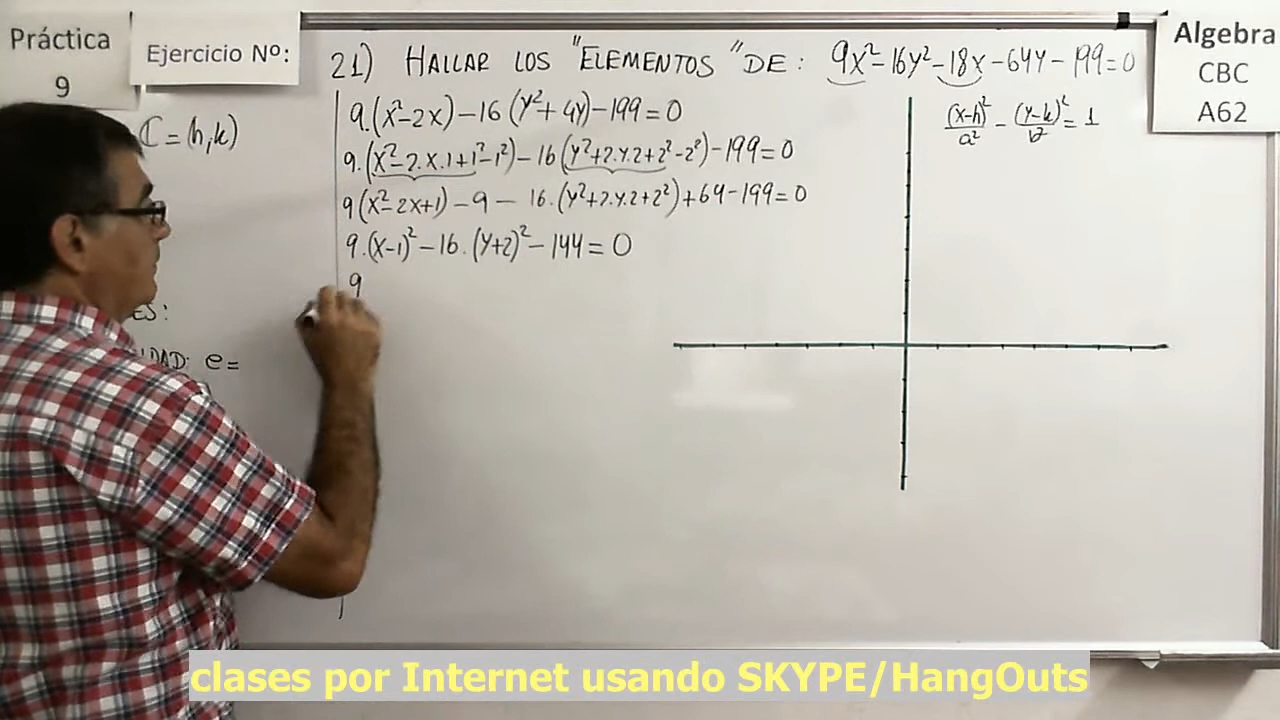 Práctica
9
Ejercicio Nº:
21) HALLAR LOS "ELEMENTOS" DE: 9x²-16y²-18x-64y-199=0
Algebra
CBC
A62
C=(h,k)
9.(x²-2x)-16(y²+4y)-199=0
(x-h)²/a² - (y-k)²/b² = 1
9.(x²-2.x.1+1²-1²)-16(y²+2.y.2+2²-2²)-199=0
9(x²-2x+1)-9-16.(y²+2.y.2+2²)+64-199=0
9.(x-1)²-16.(y+2)²-144=0
9
ES:
IDAD: e=
clases por Internet usando SKYPE/HangOuts